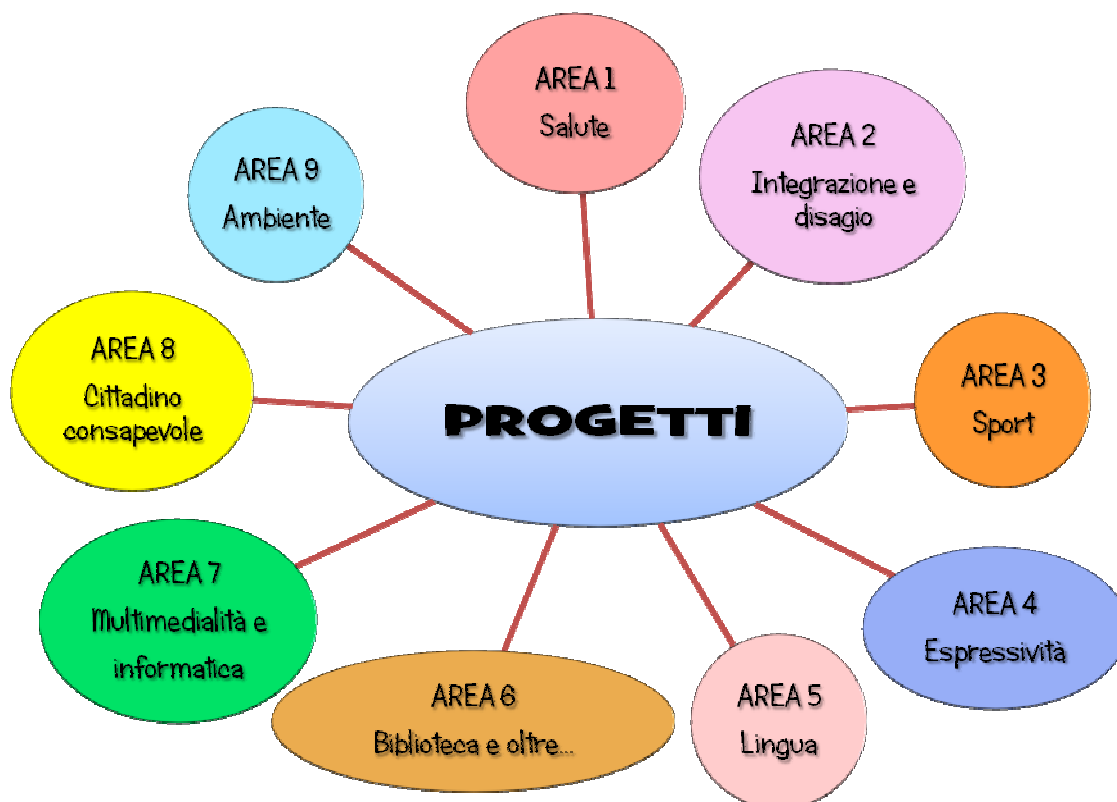 AREA 1
Salute
AREA 2
Integrazione e
disagio
AREA 3
Sport
AREA 4
Espressività
AREA 5
Lingua
AREA 6
Biblioteca e oltre...
AREA 7
Multimedialità e
informatica
AREA 8
Cittadino
consapevole
AREA 9
Ambiente
PROGETTI